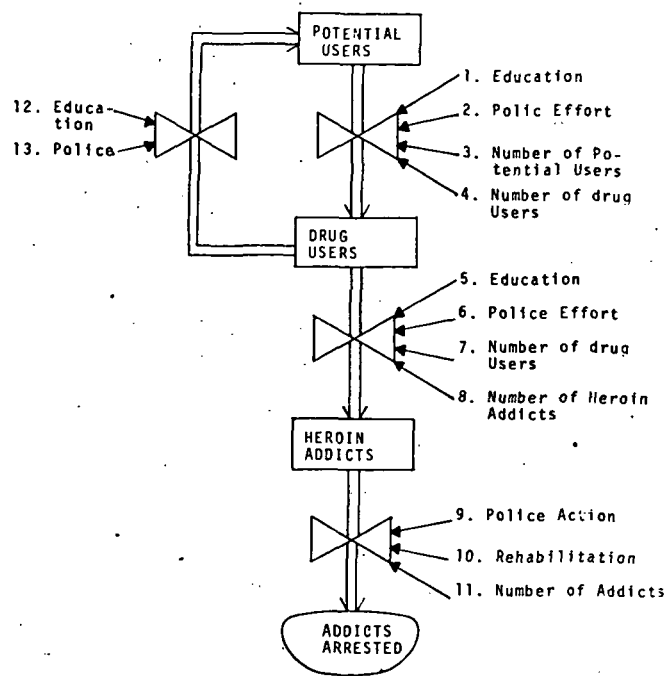 POTENTIAL
USERS
1. Education
2. Polic Effort
3. Number of Po-
tential Users
4. Number of drug
Users
12. Educa-
tion
13. Police
DRUG
USERS
5. Education
6. Police Effort
7. Number of drug
Users
8. Number of Heroin
Addicts
HEROIN
ADDICTS
9. Police Action
10. Rehabilitation
11. Number of Addicts
ADDICTS
ARRESTED